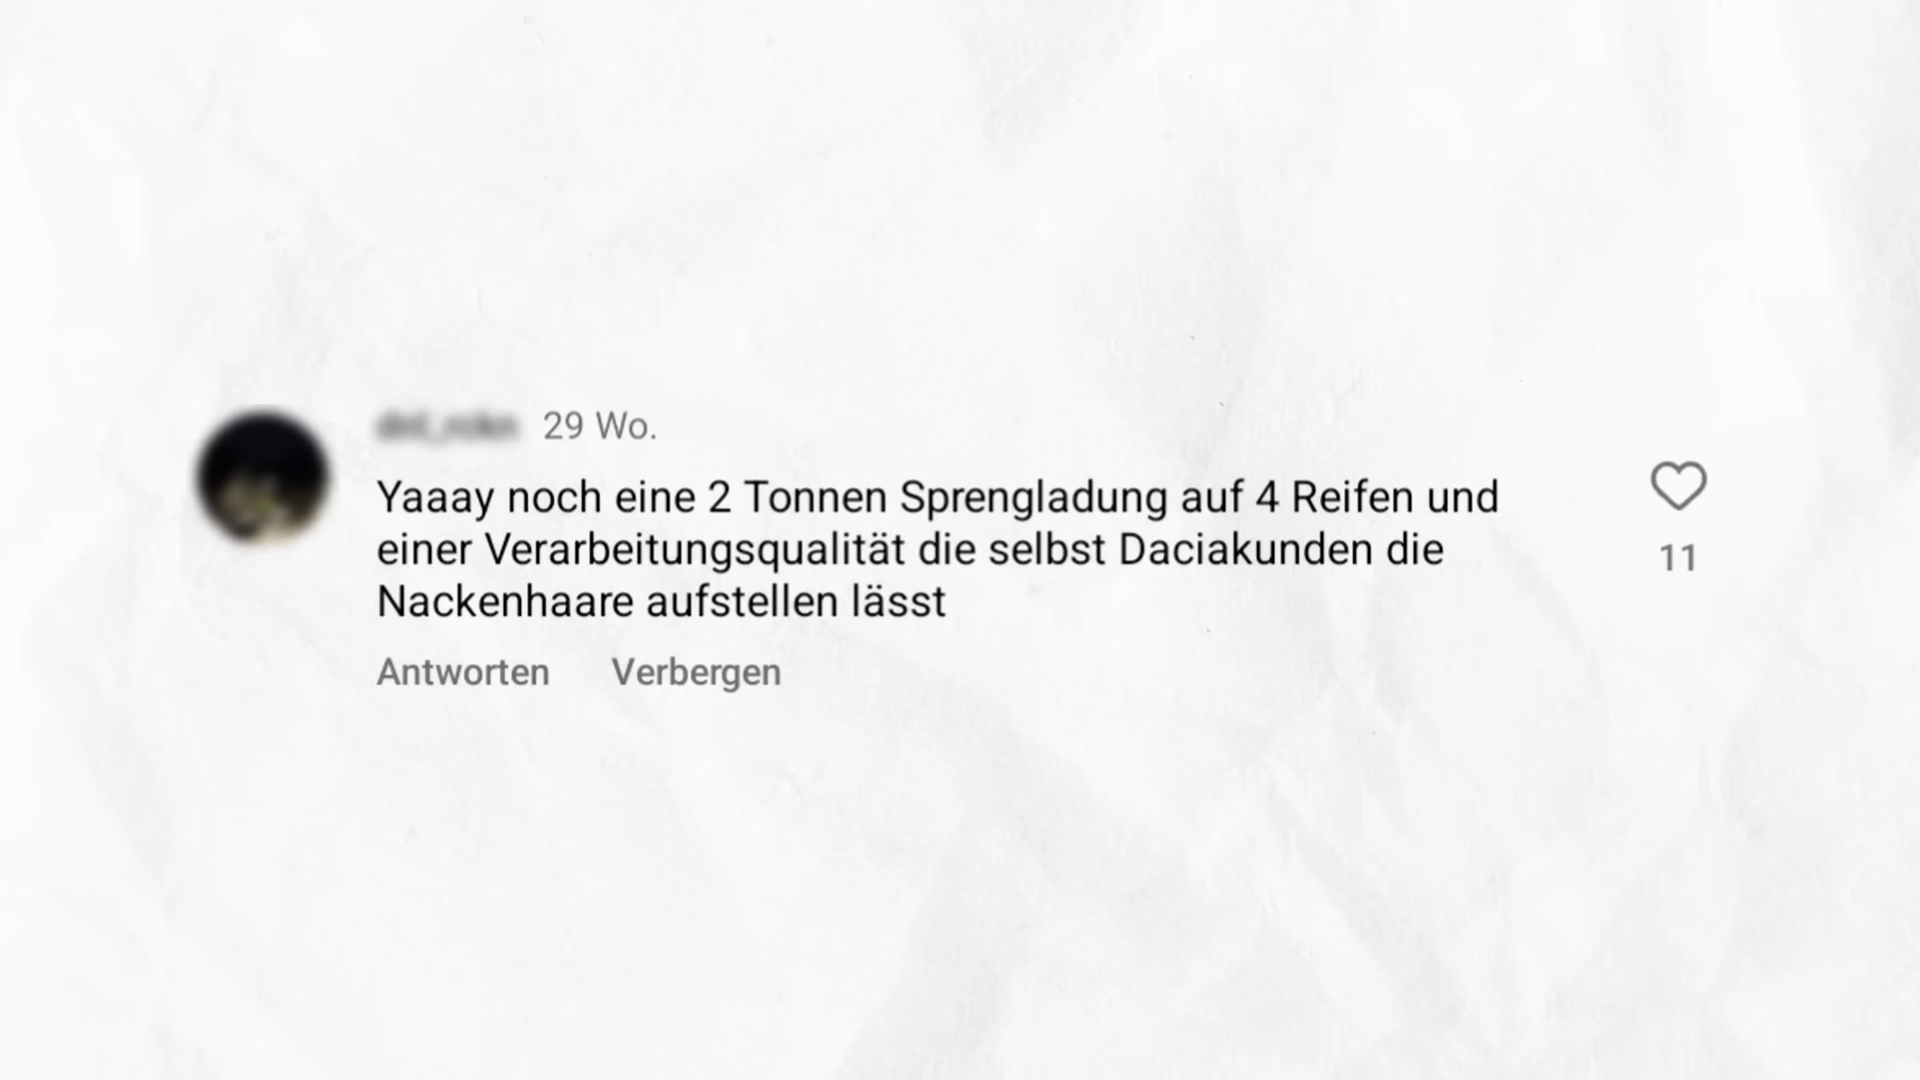 29 Wo.
Yaaay noch eine 2 Tonnen Sprengladung auf 4 Reifen und
einer Verarbeitungsqualität die selbst Daciakunden die
Nackenhaare aufstellen lässt
11
Antworten Verbergen